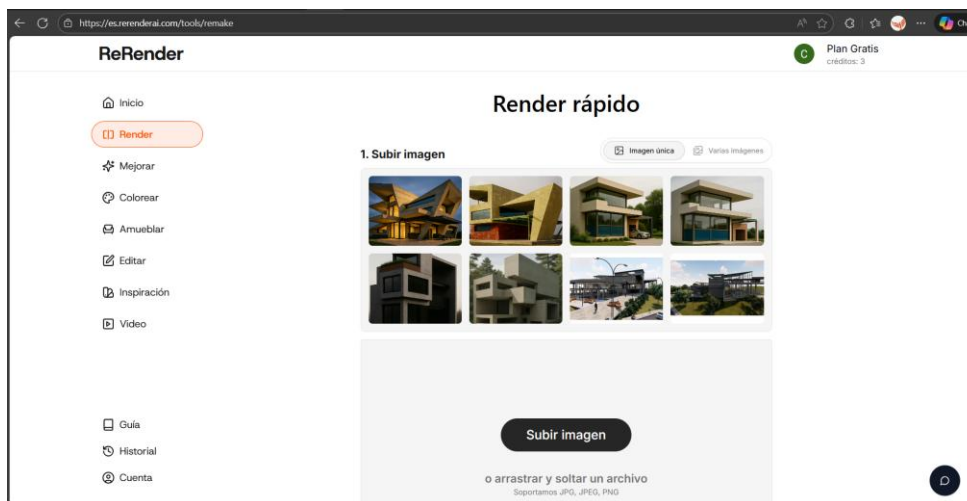 https://es.rerenderai.com/tools/remake
ReRender
C
Plan Gratis
créditos: 3
Inicio
Render
Mejorar
Colorear
Amueblar
Editar
Inspiración
Video
Guía
Historial
Cuenta
Render rápido
1. Subir imagen
Imagen única
Varias imágenes
Subir imagen
o arrastrar y soltar un archivo
Soportamos JPG, JPEG, PNG